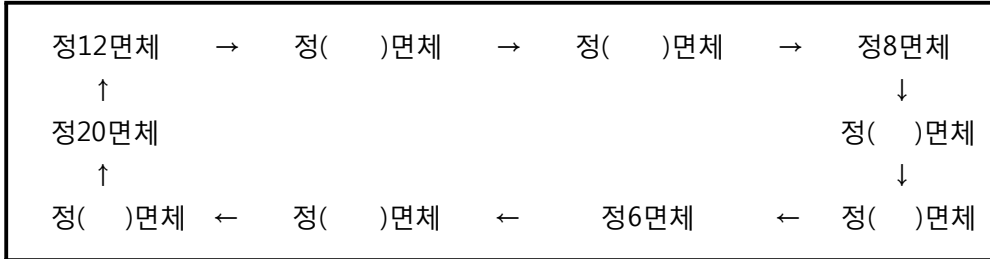 정12면체 → 정( )면체 → 정( )면체 → 정8면체
↑ ↓
정20면체 정( )면체
↑ ↓
정( )면체 ← 정( )면체 ← 정6면체 ← 정( )면체